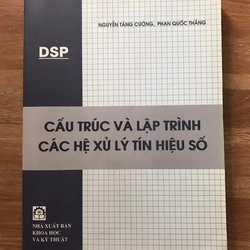 NGUYỄN TĂNG CƯỜNG, PHAN QUỐC THẮNG
DSP
CẤU TRÚC VÀ LẬP TRÌNH
CÁC HỆ XỬ LÝ TÍN HIỆU SỐ
NHÀ XUẤT BẢN
KHOA HỌC
VÀ KỸ THUẬT